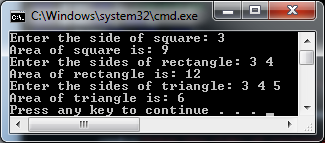 C:\Windows\system32\cmd.exe
Enter the side of square: 3
Area of square is: 9
Enter the sides of rectangle: 3 4
Area of rectangle is: 12
Enter the sides of triangle: 3 4 5
Area of triangle is: 6
Press any key to continue . . .